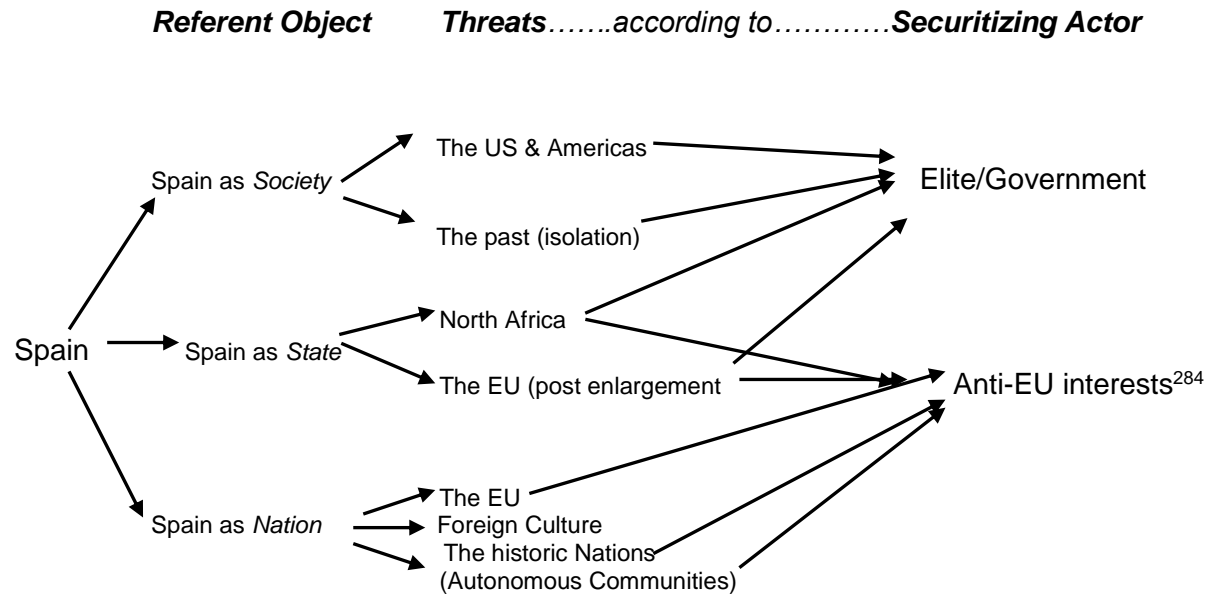 Referent Object Threats…….according to…………Securitizing Actor
The US & Americas
Spain as Society
Elite/Government
The past (isolation)
North Africa
Spain
Spain as State
The EU (post enlargement
Anti-EU interests284
The EU
Spain as Nation
Foreign Culture
The historic Nations
(Autonomous Communities)